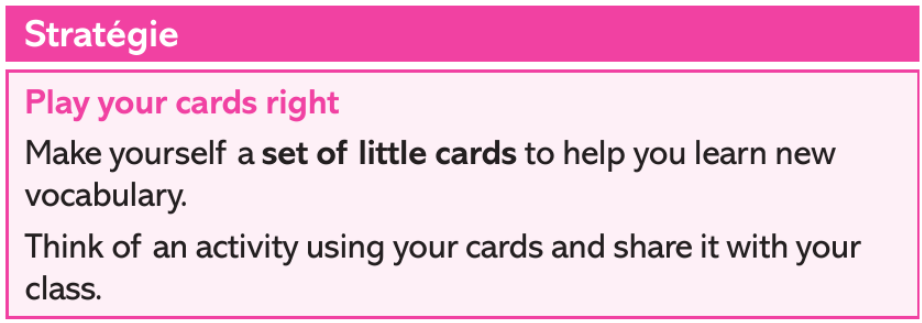 Stratégie
Play your cards right
Make yourself a set of little cards to help you learn new
vocabulary.
Think of an activity using your cards and share it with your
class.